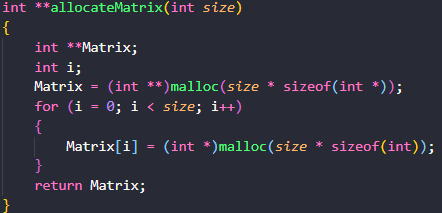 int **allocateMatrix(int size)
{
    int **Matrix;
    int i;
    Matrix = (int **)malloc(size * sizeof(int *));
    for (i = 0; i < size; i++)
    {
        Matrix[i] = (int *)malloc(size * sizeof(int));
    }
    return Matrix;
}